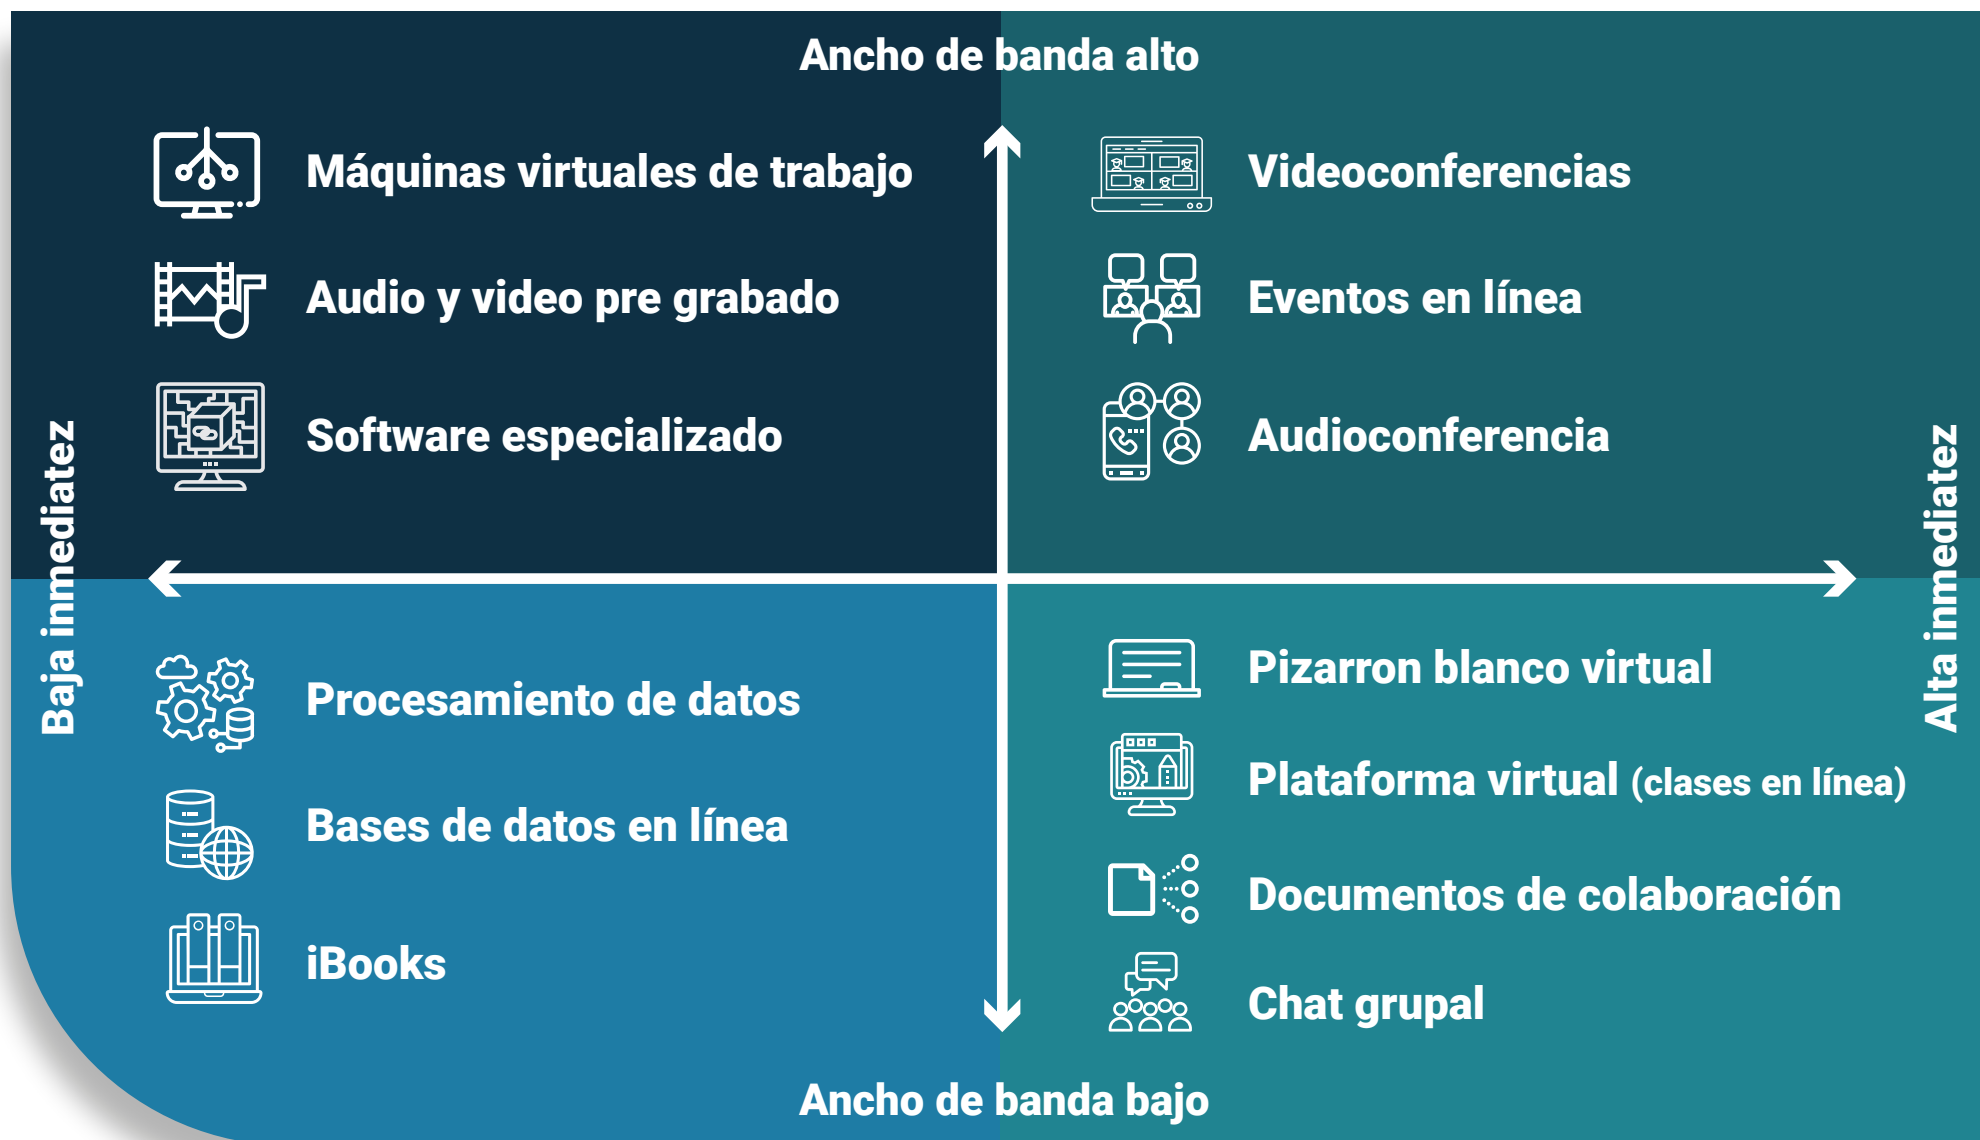 Ancho de banda alto
Máquinas virtuales de trabajo
Audio y video pre grabado
Software especializado
Videoconferencias
Eventos en línea
Audioconferencia
Baja inmediatez
Alta inmediatez
Procesamiento de datos
Bases de datos en línea
iBooks
Pizarron blanco virtual
Plataforma virtual (clases en línea)
Documentos de colaboración
Chat grupal
Ancho de banda bajo